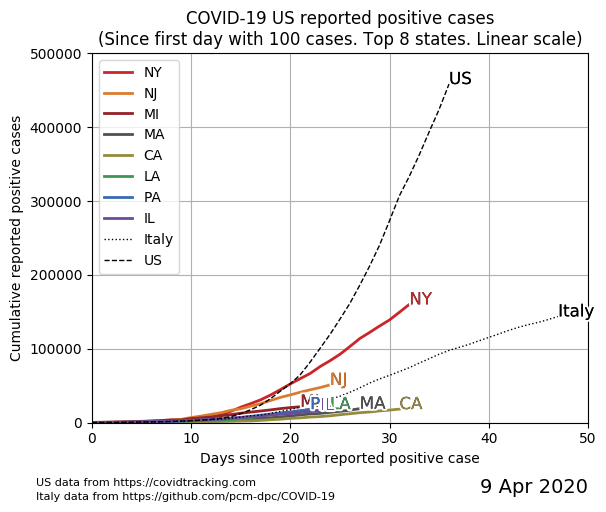 COVID-19 US reported positive cases
(Since first day with 100 cases. Top 8 states. Linear scale)
Cumulative reported positive cases
500000
400000
300000
200000
100000
0
NY
NJ
MI
MA
CA
LA
PA
IL
Italy
US
US
NY
Italy
NJ
PA
IL
LA
MA
CA
0 10 20 30 40 50
Days since 100th reported positive case
US data from https://covidtracking.com
Italy data from https://github.com/pcm-dpc/COVID-19
9 Apr 2020